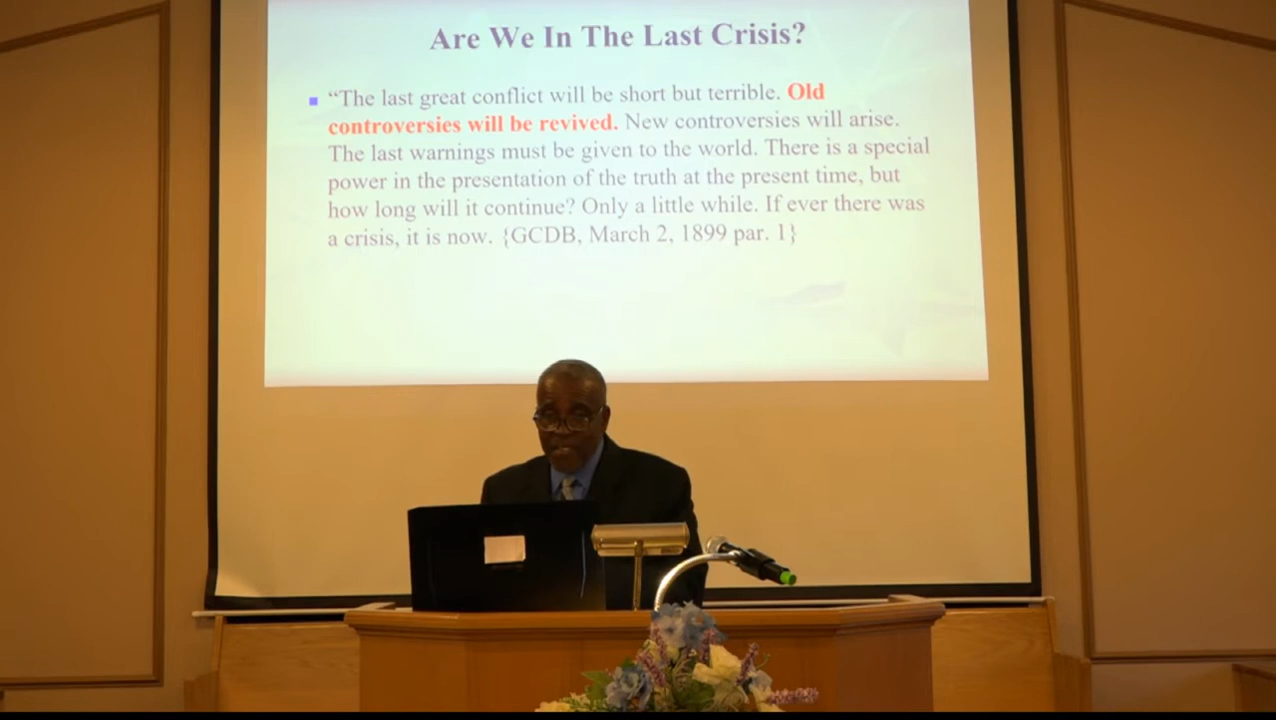 Are We In The Last Crisis?
“The last great conflict will be short but terrible. Old
controversies will be revived. New controversies will arise.
The last warnings must be given to the world. There is a special
power in the presentation of the truth at the present time, but
how long will it continue? Only a little while. If ever there was
a crisis, it is now. {GCDB, March 2, 1899 par. 1}